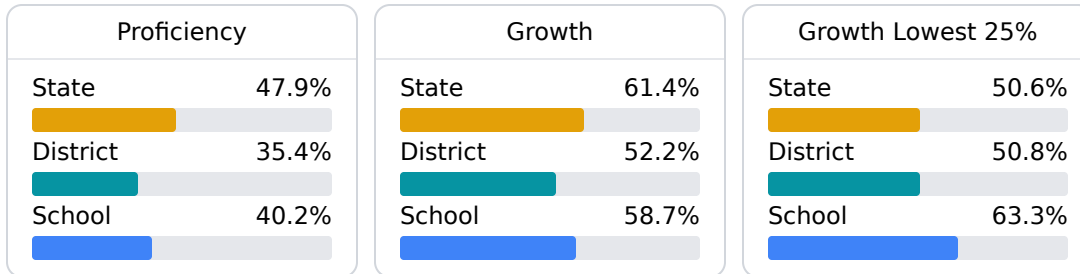 Proficiency
State 47.9%
District 35.4%
School 40.2%
Growth
State 61.4%
District 52.2%
School 58.7%
Growth Lowest 25%
State 50.6%
District 50.8%
School 63.3%